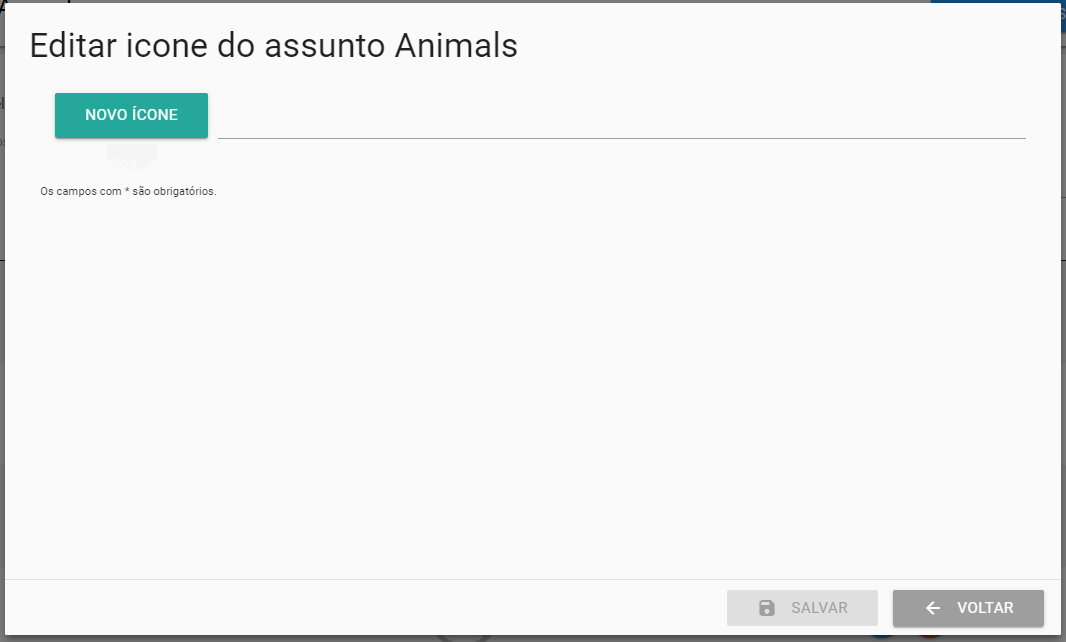 Editar icone do assunto Animals
NOVO ÍCONE
Os campos com * são obrigatórios.
SALVAR
VOLTAR